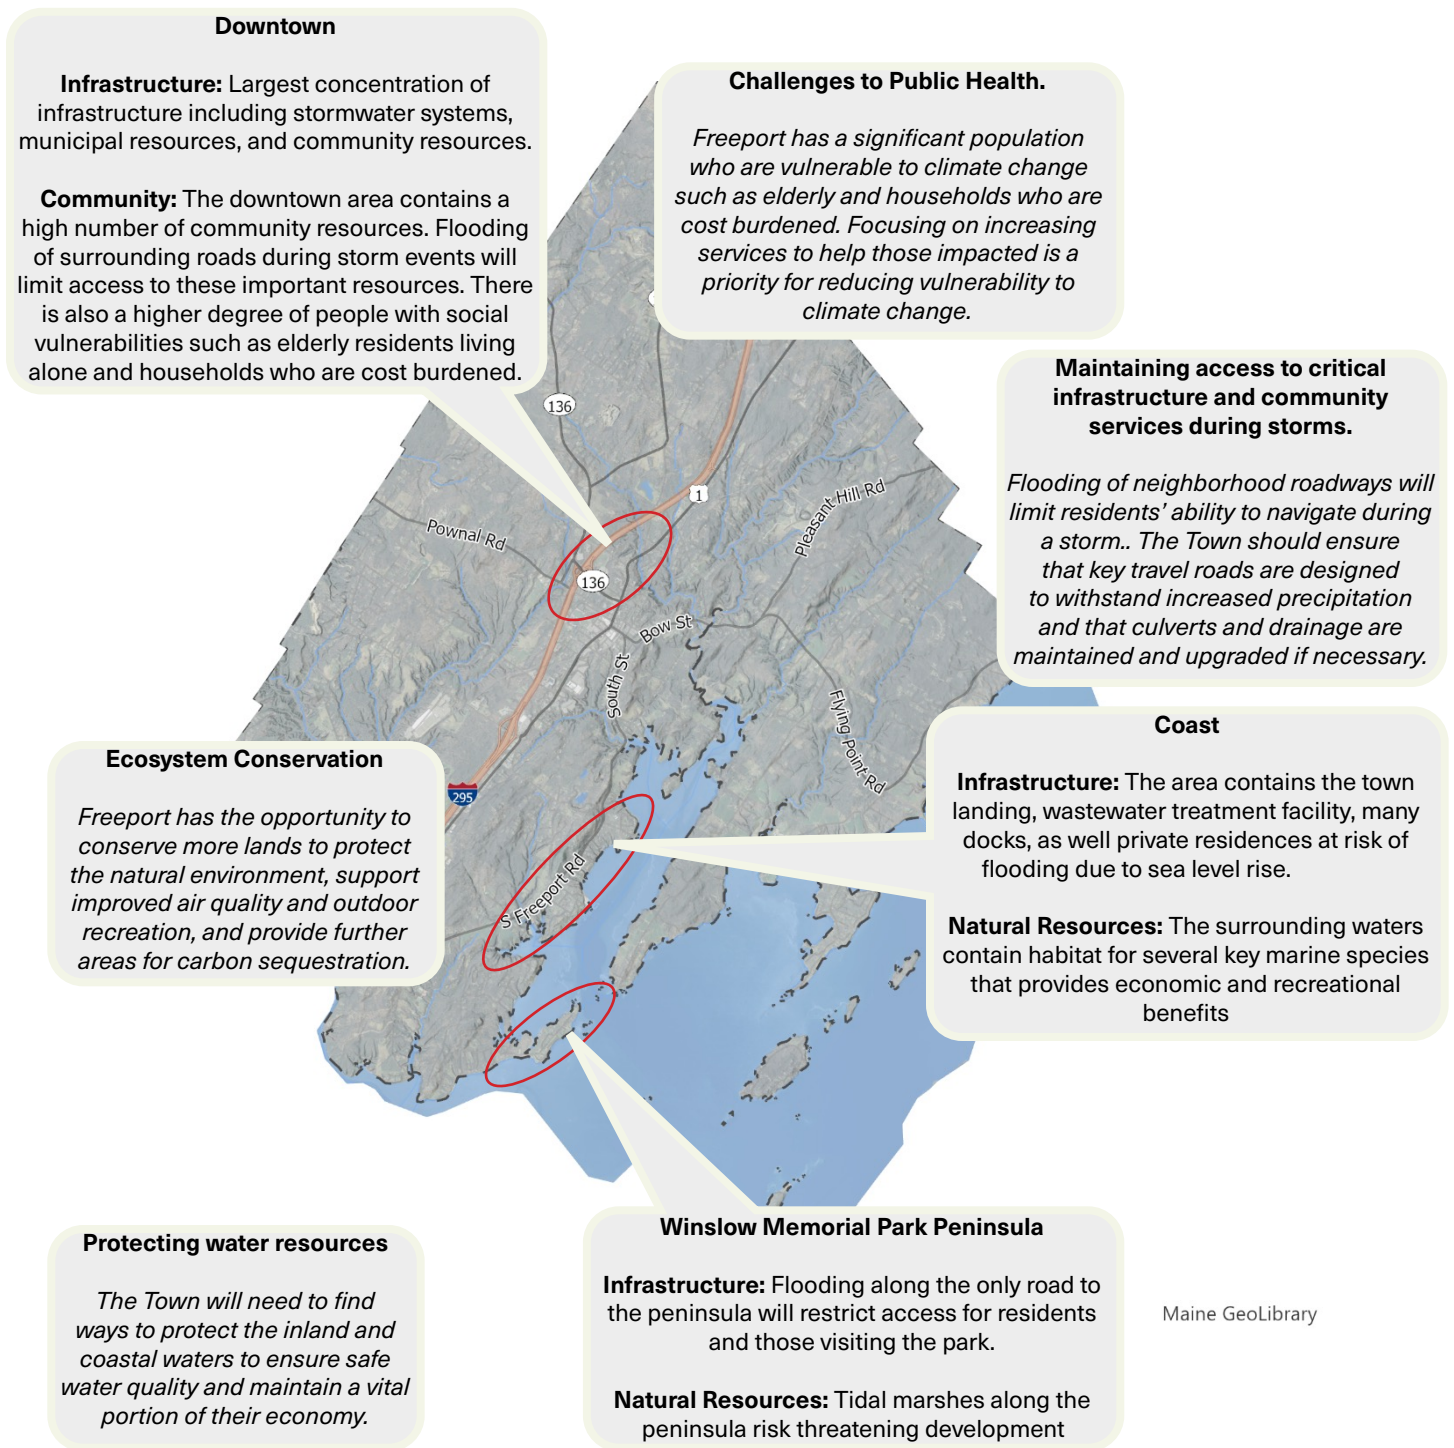 Downtown
Infrastructure: Largest concentration of
infrastructure including stormwater systems,
municipal resources, and community resources.
Community: The downtown area contains a
high number of community resources. Flooding
of surrounding roads during storm events will
limit access to these important resources. There
is also a higher degree of people with social
vulnerabilities such as elderly residents living
alone and households who are cost burdened.
Challenges to Public Health.
Freeport has a significant population
who are vulnerable to climate change
such as elderly and households who are
cost burdened. Focusing on increasing
services to help those impacted is a
priority for reducing vulnerability to
climate change.
Maintaining access to critical
infrastructure and community
services during storms.
Flooding of neighborhood roadways will
limit residents' ability to navigate during
a storm.. The Town should ensure
that key travel roads are designed
to withstand increased precipitation
and that culverts and drainage are
maintained and upgraded if necessary.
136
1
Pleasant Hill Rd
Pownal Rd
136
Bow St
South St
Flying Point Rd
295
S Freeport Rd
Coast
Infrastructure: The area contains the town
landing, wastewater treatment facility, many
docks, as well private residences at risk of
flooding due to sea level rise.
Natural Resources: The surrounding waters
contain habitat for several key marine species
that provides economic and recreational
benefits
Ecosystem Conservation
Freeport has the opportunity to
conserve more lands to protect
the natural environment, support
improved air quality and outdoor
recreation, and provide further
areas for carbon sequestration.
Protecting water resources
The Town will need to find
ways to protect the inland and
coastal waters to ensure safe
water quality and maintain a vital
portion of their economy.
Winslow Memorial Park Peninsula
Infrastructure: Flooding along the only road to
the peninsula will restrict access for residents
and those visiting the park.
Natural Resources: Tidal marshes along the
peninsula risk threatening development
Maine GeoLibrary